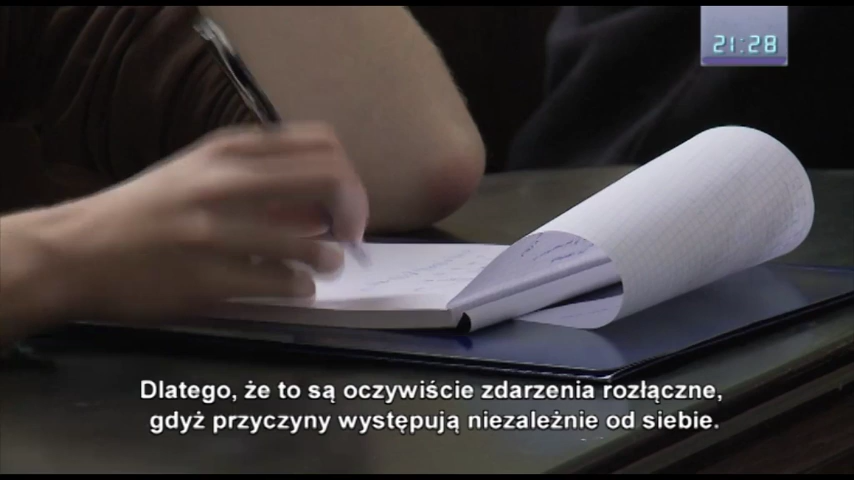 21:28
Dlatego, że to są oczywiście zdarzenia rozłączne,
gdyż przyczyny występują niezależnie od siebie.